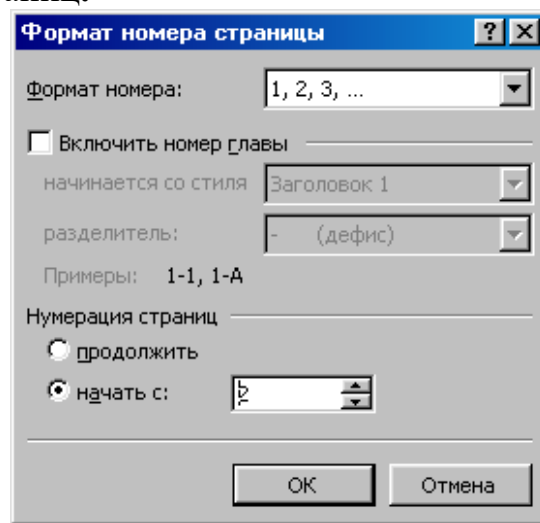 Формат номера страницы
Формат номера: 1, 2, 3, ...
Включить номер главы
начинается со стиля Заголовок 1
разделитель: - (дефис)
Примеры: 1-1, 1-A
Нумерация страниц
продолжить
начать с:
OK Отмена